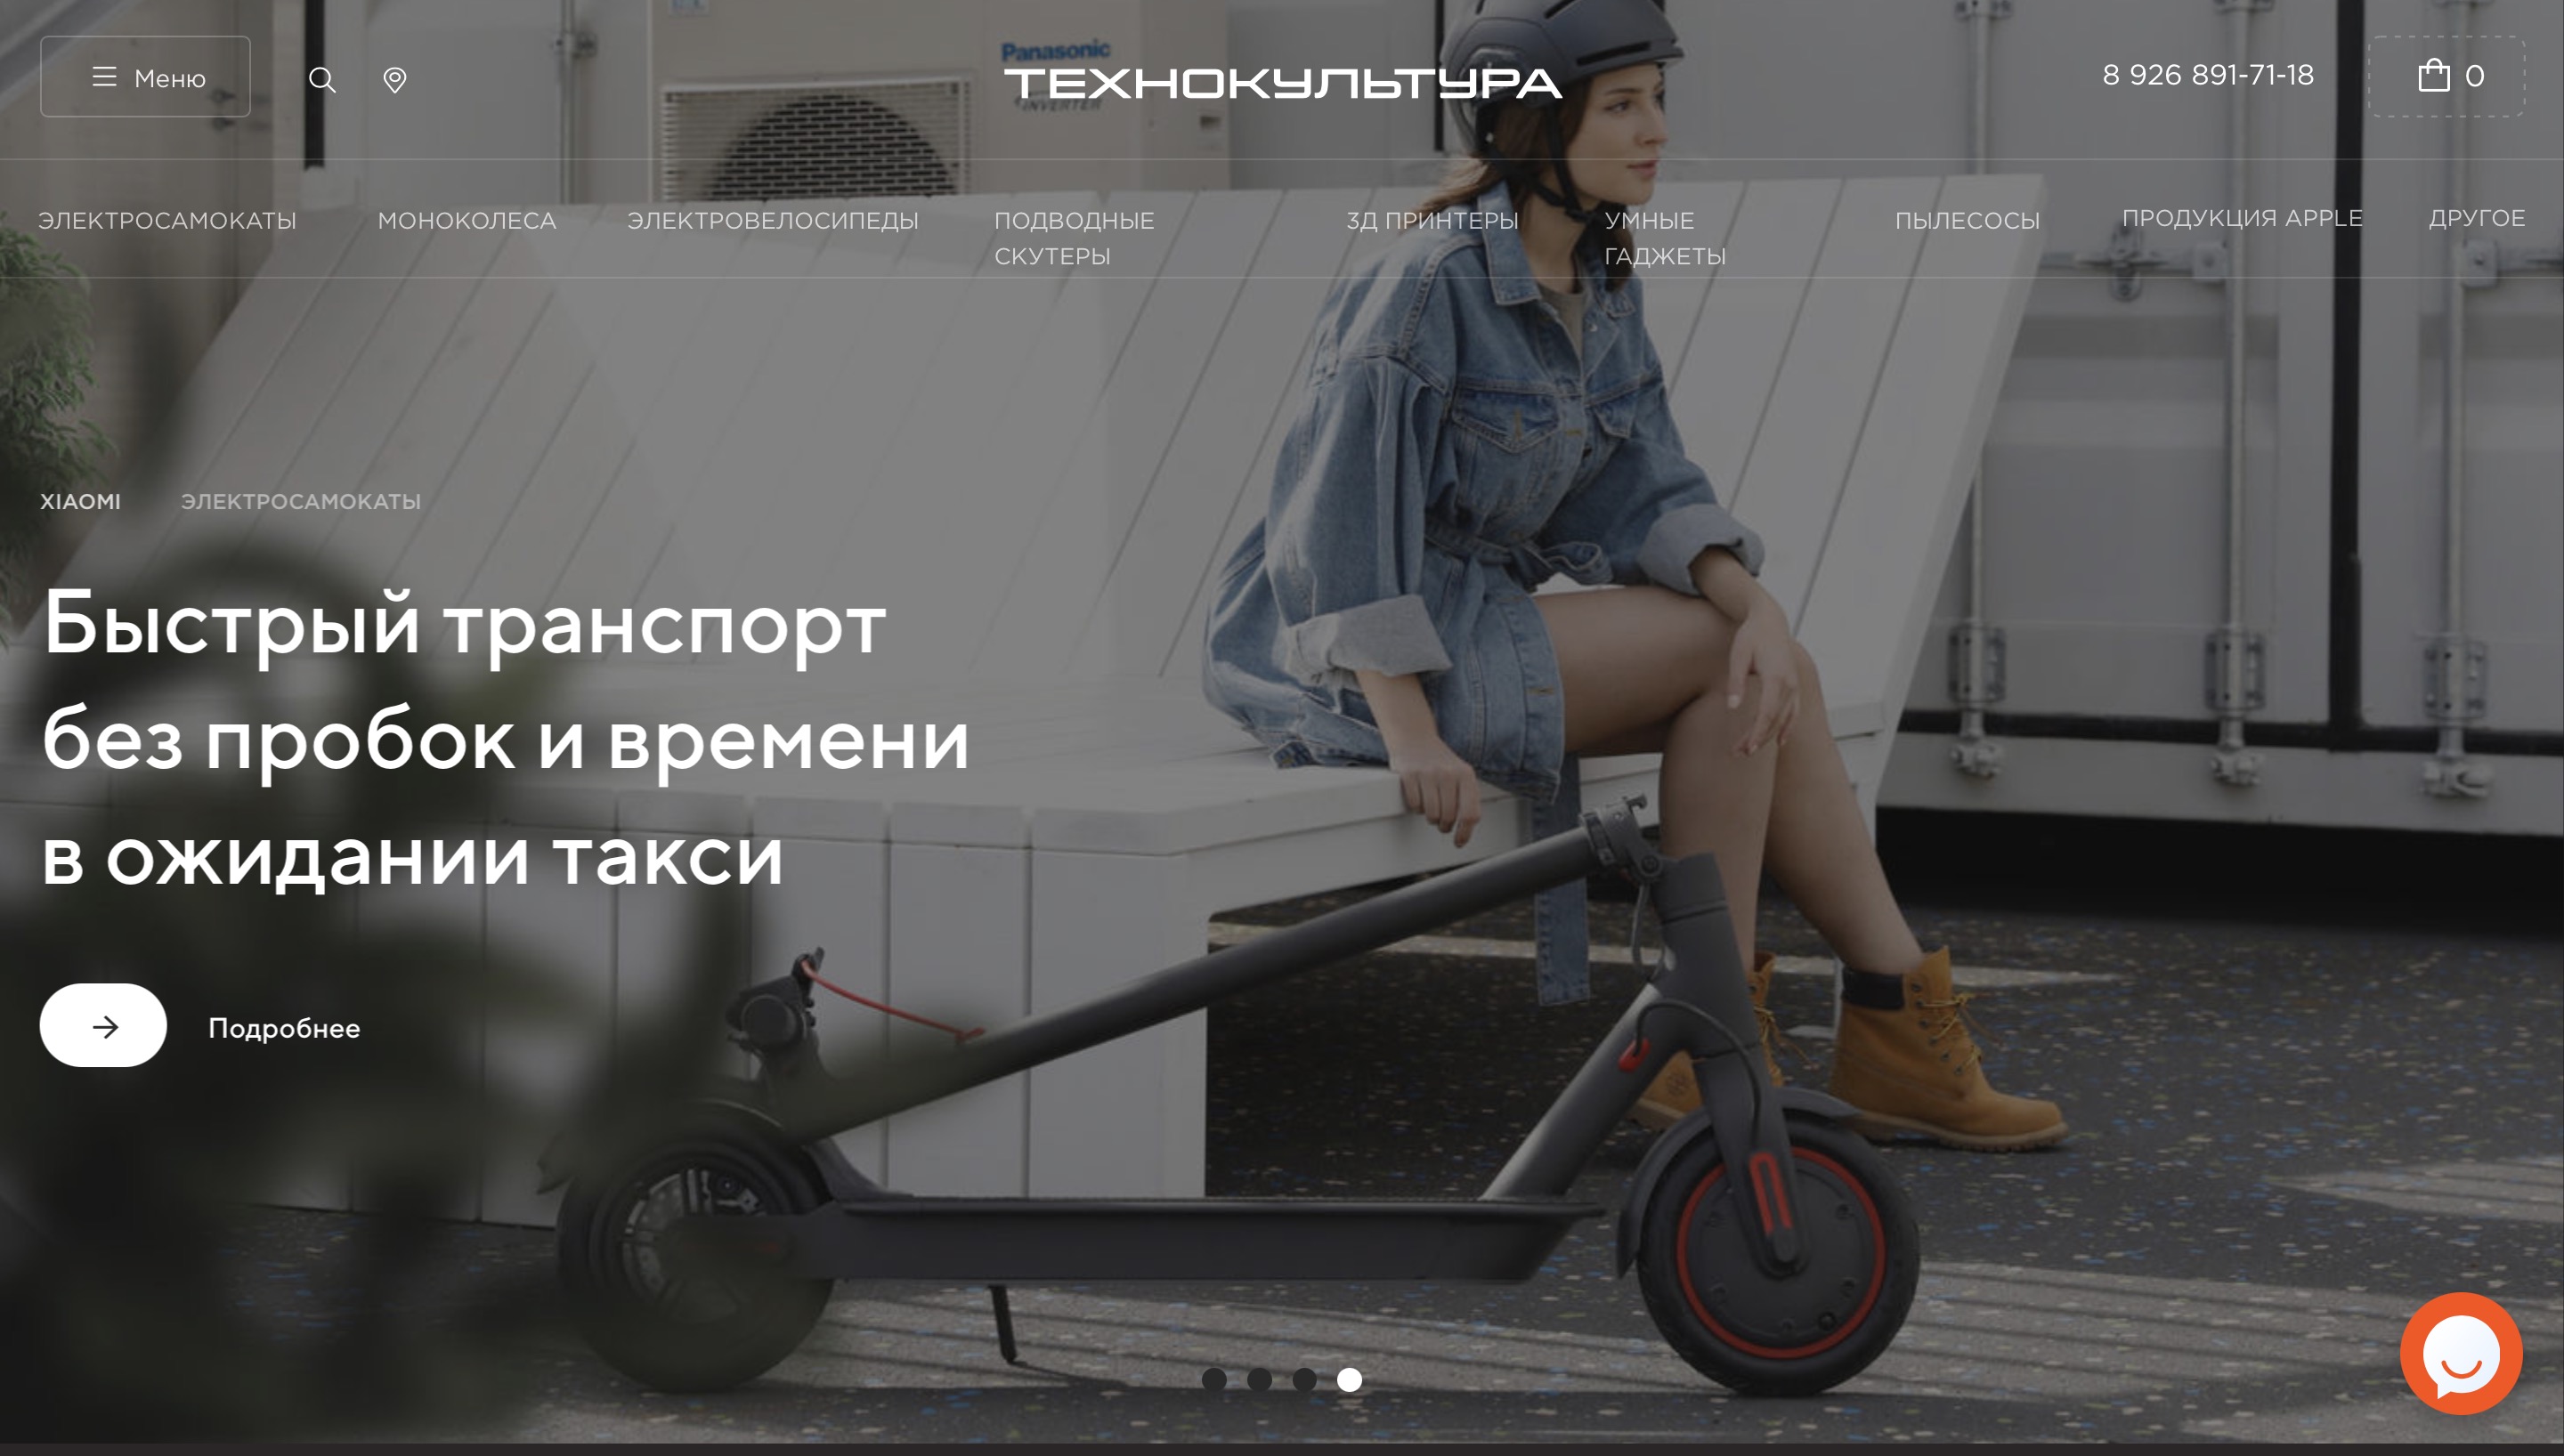 Panasonic
INVERTER
Меню
ТЕХНОКУЛЬТУРА
8 926 891-71-18
0
ЭЛЕКТРОСАМОКАТЫ
МОНОКОЛЕСА
ЭЛЕКТРОВЕЛОСИПЕДЫ
ПОДВОДНЫЕ
СКУТЕРЫ
3Д ПРИНТЕРЫ
УМНЫЕ
ГАДЖЕТЫ
ПЫЛЕСОСЫ
ПРОДУКЦИЯ APPLE
ДРУГОЕ
XIAOMI
ЭЛЕКТРОСАМОКАТЫ
Быстрый транспорт
без пробок и времени
в ожидании такси
Подробнее